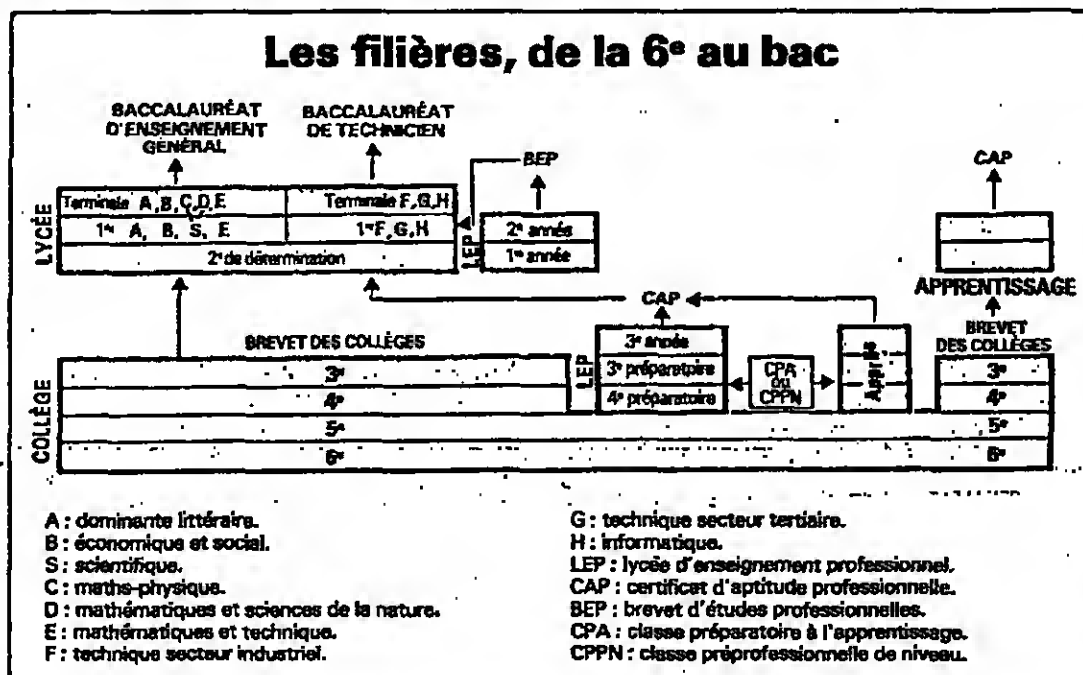 Les filières, de la 6e au bac
BACCALAURÉAT
D'ENSEIGNEMENT
GÉNÉRAL
BACCALAURÉAT
DE TECHNICIEN
BEP
CAP
LYCÉE
Terminale A,B,C,D,E
Terminale F,G,H
1re A, B, S, E
1re F,G,H
2e de détermination
LEP
2e année
1re année
CAP
APPRENTISSAGE
BREVET DES COLLÈGES
BREVET
DES COLLÈGES
COLLÈGE
LEP
3e année
3e préparatoire
4e préparatoire
CPA
ou
CPPN
3e
4e
5e
6e
3e
4e
5e
6e
A : dominante littéraire.
B : économique et social.
S : scientifique.
C : maths-physique.
D : mathématiques et sciences de la nature.
E : mathématiques et technique.
F : technique secteur industriel.
G : technique secteur tertiaire.
H : informatique.
LEP : lycée d'enseignement professionnel.
CAP : certificat d'aptitude professionnelle.
BEP : brevet d'études professionnelles.
CPA : classe préparatoire à l'apprentissage.
CPPN : classe préprofessionnelle de niveau.